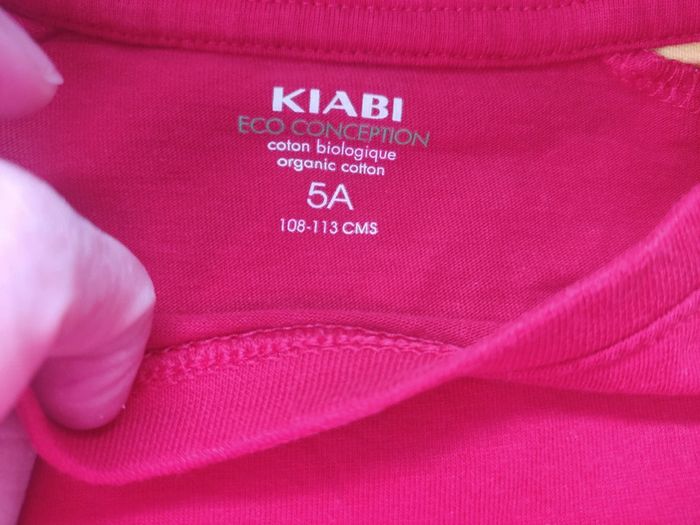 KIABI
ECO CONCEPTION
coton biologique
organic cotton
5A
108-113 CMS